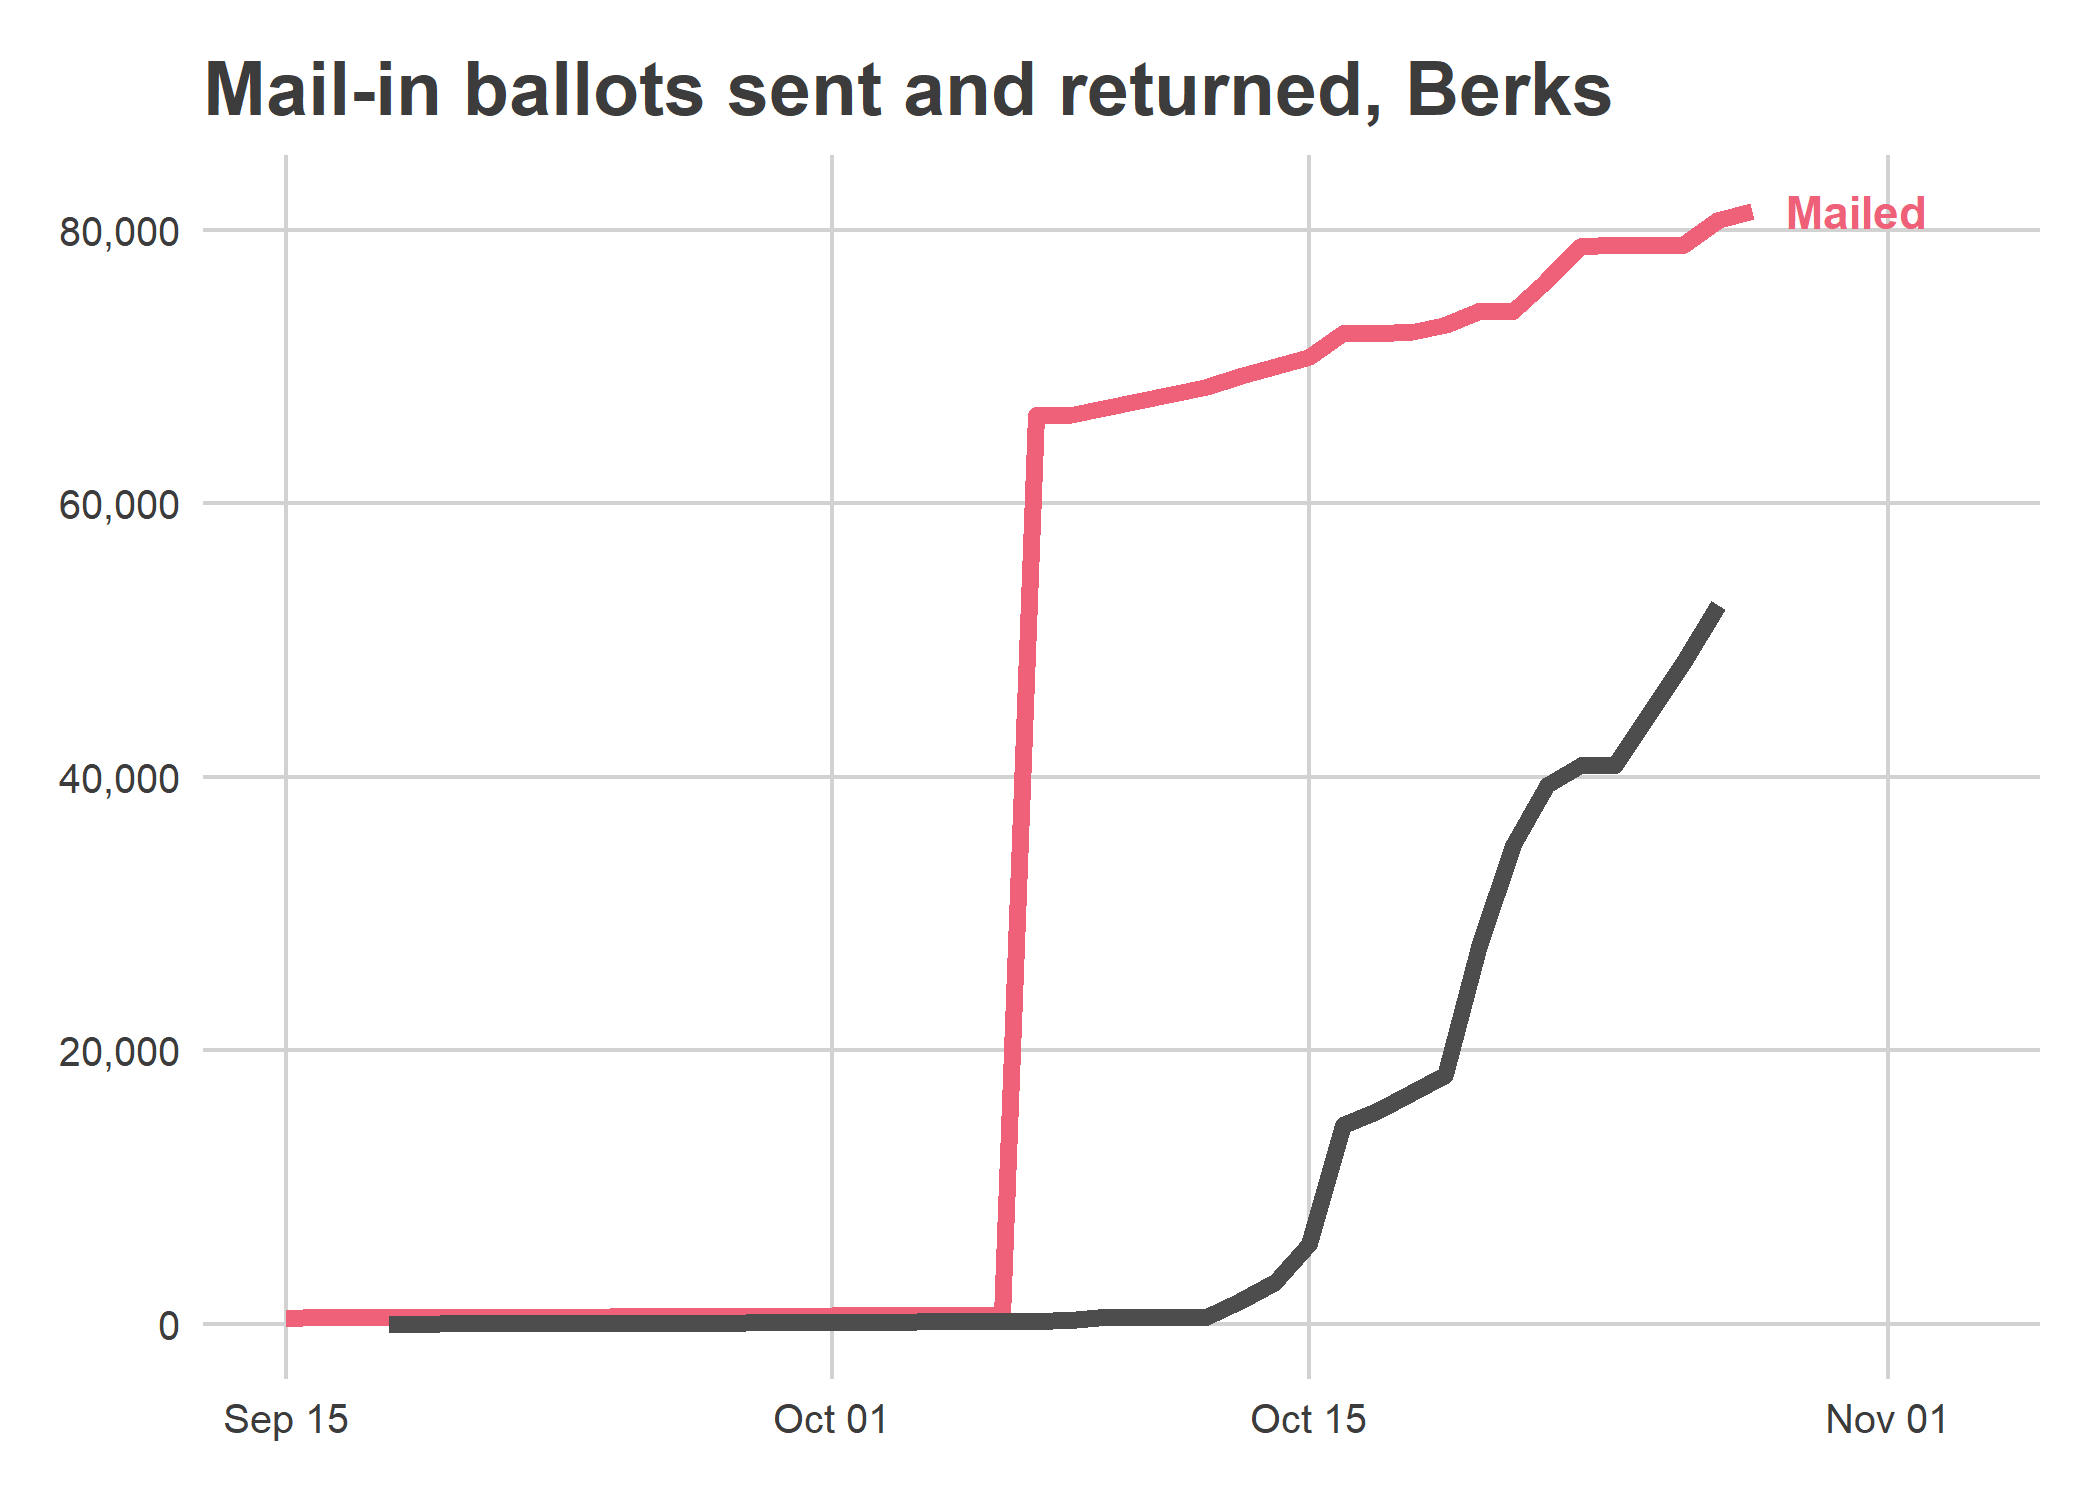 Mail-in ballots sent and returned, Berks
80,000
60,000
40,000
20,000
0
Mailed
Sep 15
Oct 01
Oct 15
Nov 01